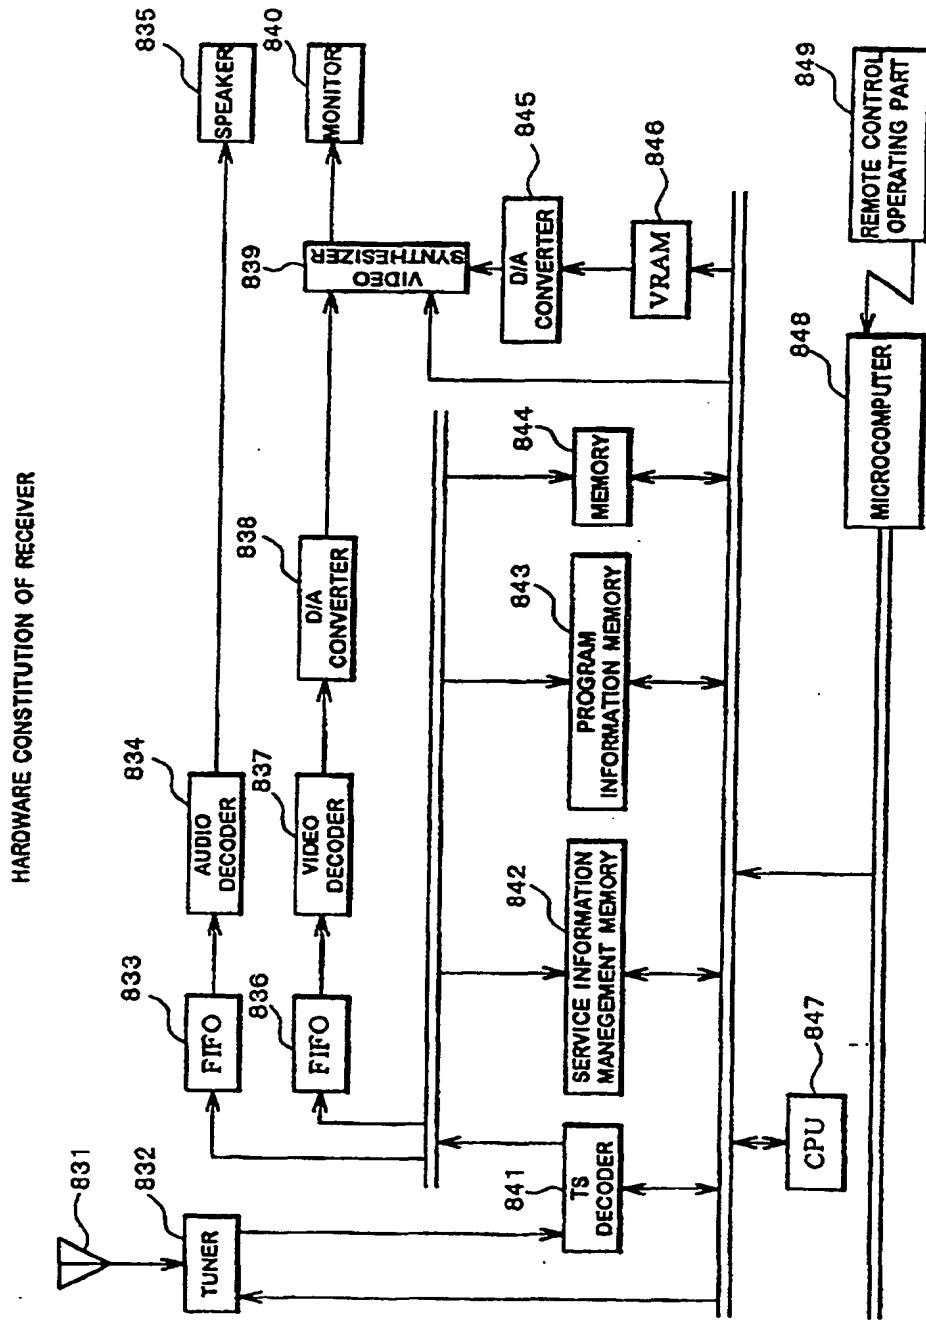 HARDWARE CONSTITUTION OF RECEIVER
831
832
TUNER
833
FIFO
834
AUDIO
DECODER
835
SPEAKER
836
FIFO
837
VIDEO
DECODER
838
D/A
CONVERTER
839
VIDEO
SYNTHESIZER
840
MONITOR
841
TS
DECODER
842
SERVICE INFORMATION
MANEGEMENT MEMORY
843
PROGRAM
INFORMATION MEMORY
844
MEMORY
845
D/A
CONVERTER
846
VRAM
847
CPU
848
MICROCOMPUTER
849
REMOTE CONTROL
OPERATING PART